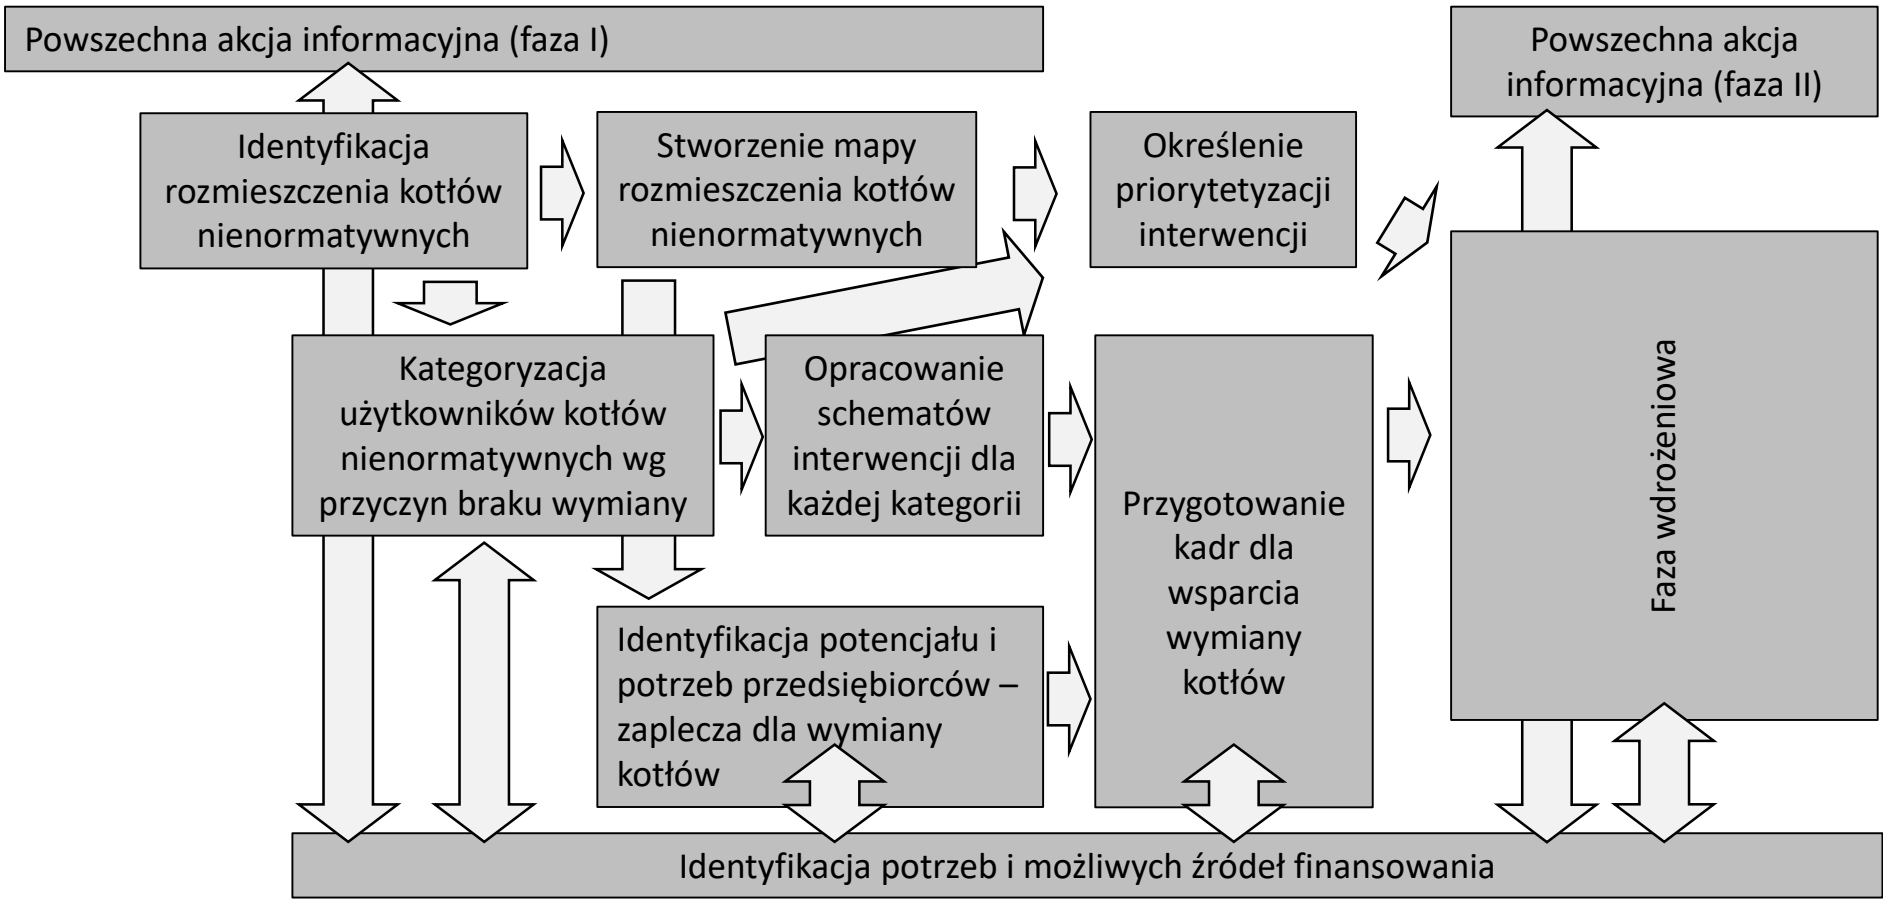 Powszechna akcja informacyjna (faza I)
Powszechna akcja
informacyjna (faza II)
Identyfikacja
rozmieszczenia kotłów
nienormatywnych
Stworzenie mapy
rozmieszczenia kotłów
nienormatywnych
Określenie
priorytetyzacji
interwencji
Kategoryzacja
użytkowników kotłów
nienormatywnych wg
przyczyn braku wymiany
Opracowanie
schematów
interwencji dla
każdej kategorii
Przygotowanie
kadr dla
wsparcia
wymiany
kotłów
Faza wdrożeniowa
Identyfikacja potencjału i
potrzeb przedsiębiorców –
zaplecza dla wymiany
kotłów
Identyfikacja potrzeb i możliwych źródeł finansowania